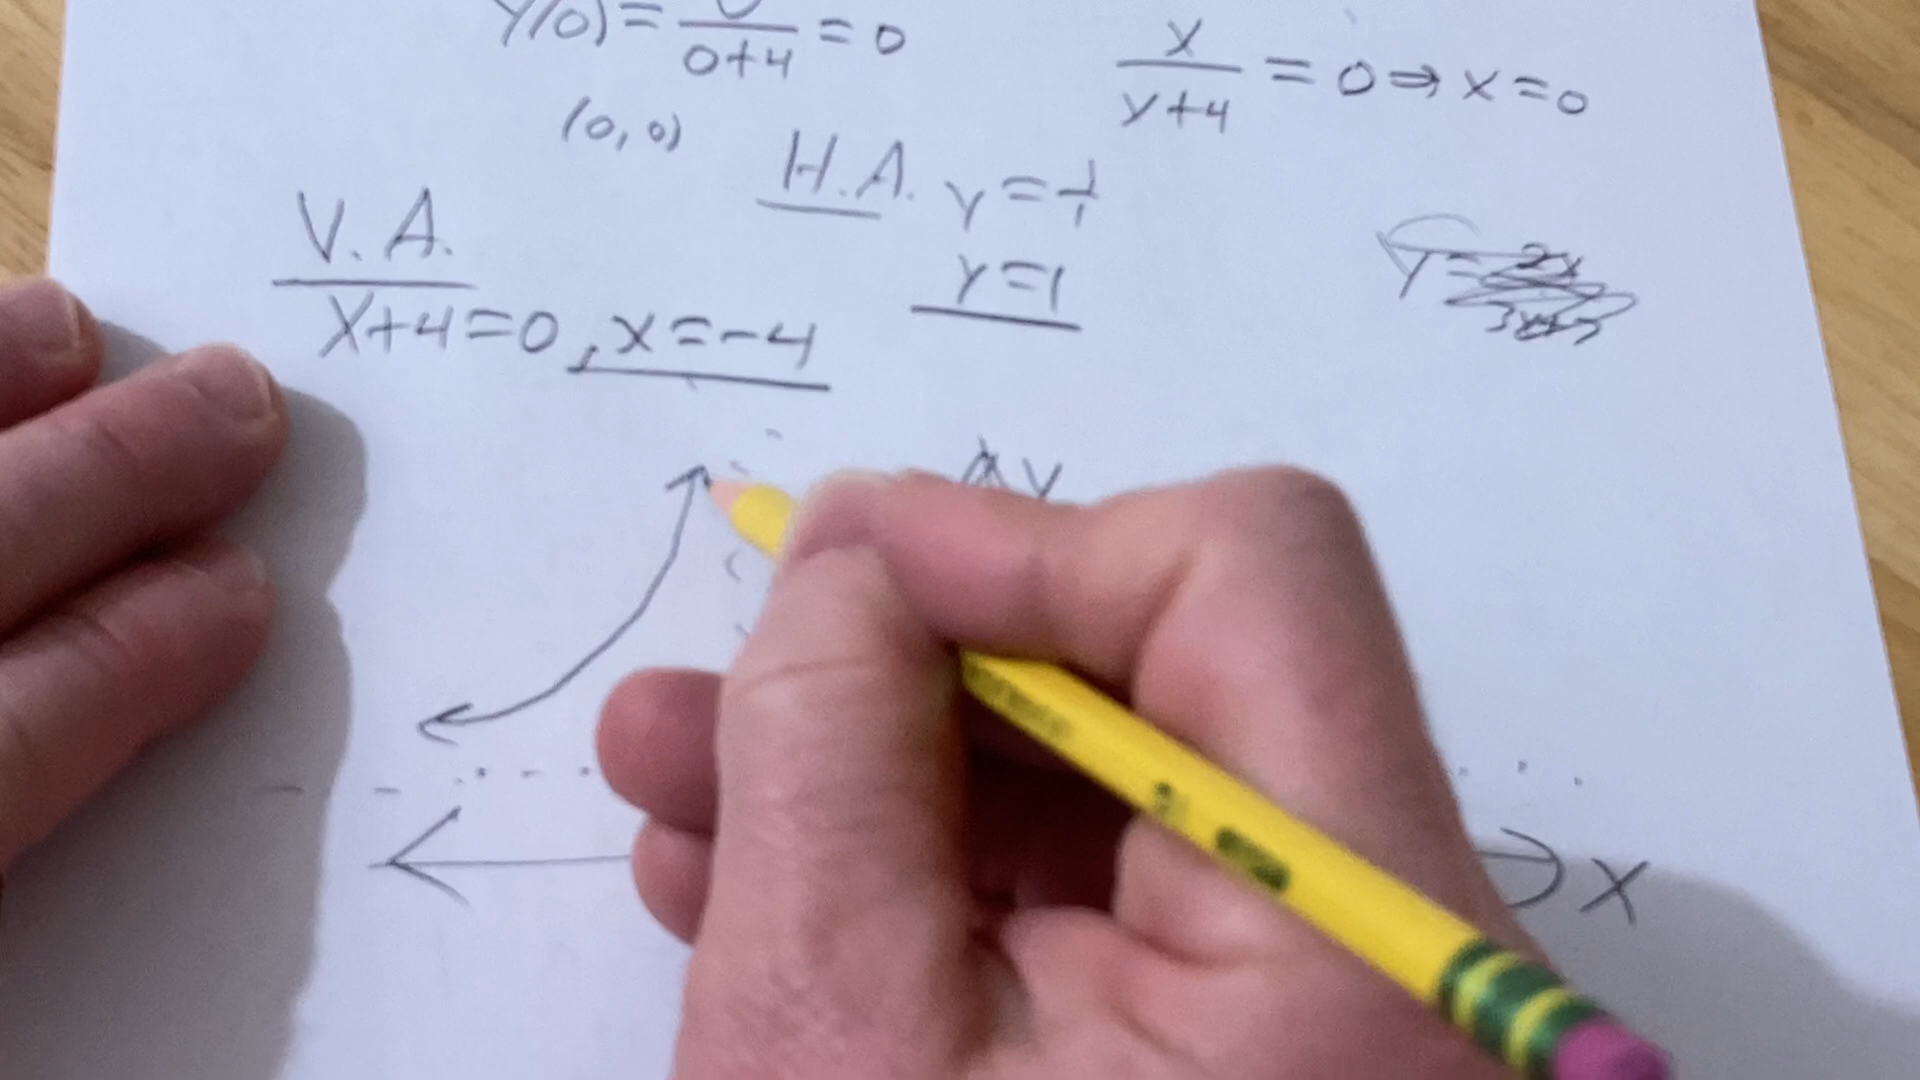 y(0) = 0/0+4 = 0
x/y+4 = 0 ⇒ x = 0
(0, 0)
H.A. y = 1/1
y = 1
V.A.
x+4=0, x=-4
y =
y
x